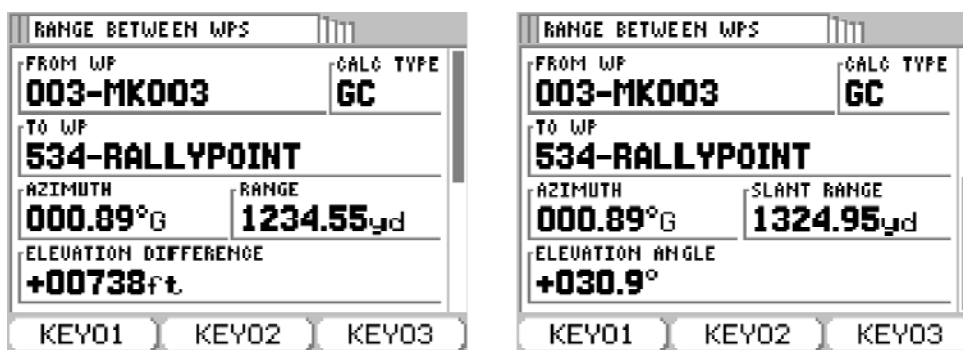 RANGE BETWEEN WPS
FROM WP CALC TYPE
003-MK003 GC
TO WP
534-RALLYPOINT
AZIMUTH RANGE
000.89°G 1234.55yd
ELEVATION DIFFERENCE
+00738ft
KEY01 KEY02 KEY03
RANGE BETWEEN WPS
FROM WP CALC TYPE
003-MK003 GC
TO WP
534-RALLYPOINT
AZIMUTH SLANT RANGE
000.89°G 1324.95yd
ELEVATION ANGLE
+030.9°
KEY01 KEY02 KEY03